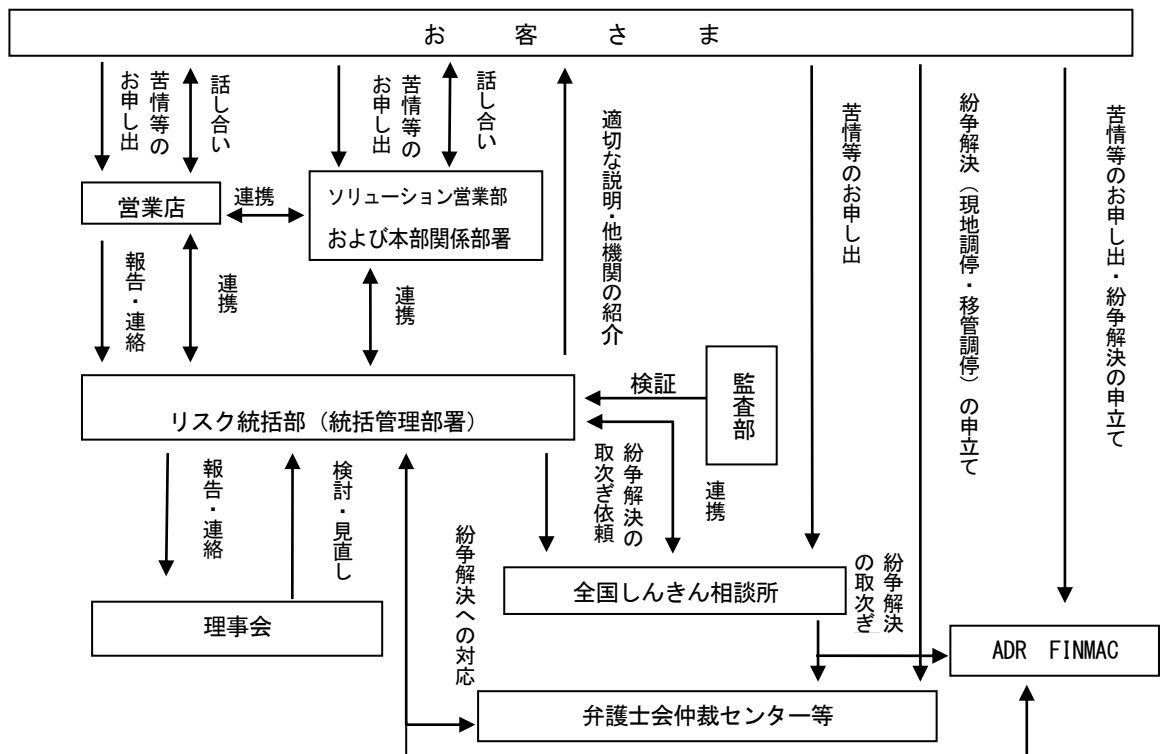 お　客　さ　ま
苦情等の
お申し出
話し合い
苦情等の
お申し出
話し合い
適切な説明・他機関の紹介
苦情等のお申し出
紛争解決（現地調停・移管調停）の申立て
苦情等のお申し出・紛争解決の申立て
営業店
連携
ソリューション営業部
および本部関係部署
報告・連絡
連携
連携
検証
監査部
リスク統括部（統括管理部署）
報告・連絡
検討・見直し
紛争解決への対応
紛争解決の
取次ぎ依頼
連携
全国しんきん相談所
紛争解決
の取次ぎ
理事会
ADR　FINMAC
弁護士会仲裁センター等